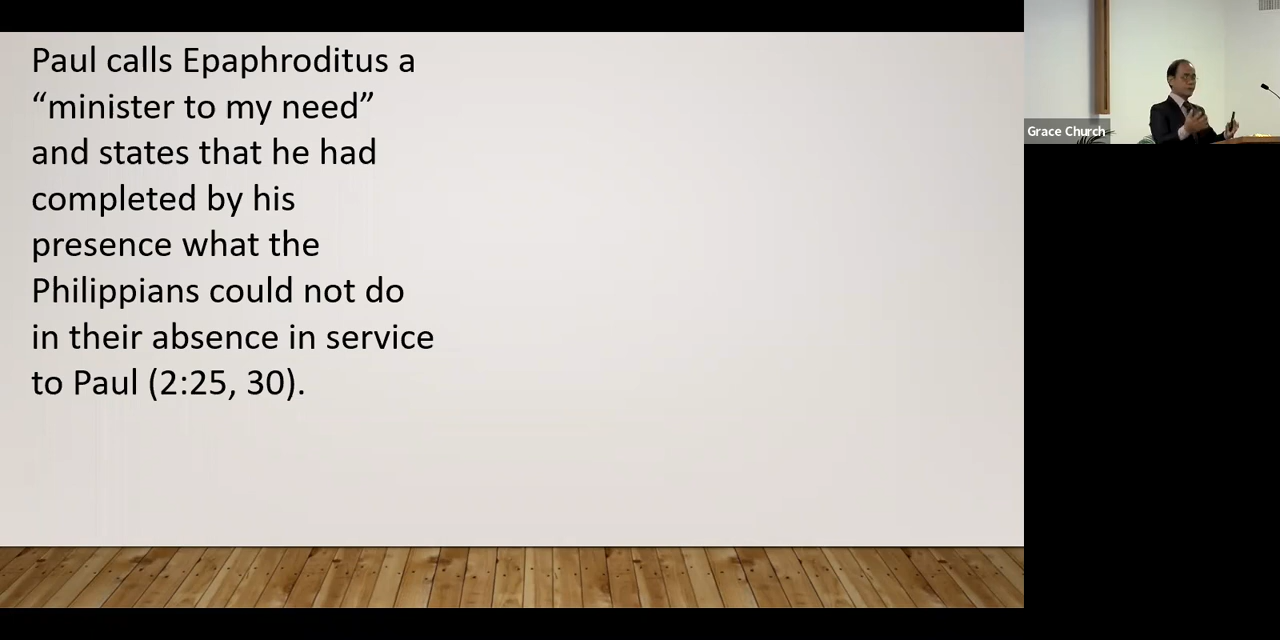 Paul calls Epaphroditus a
“minister to my need”
and states that he had
completed by his
presence what the
Philippians could not do
in their absence in service
to Paul (2:25, 30).
Grace Church